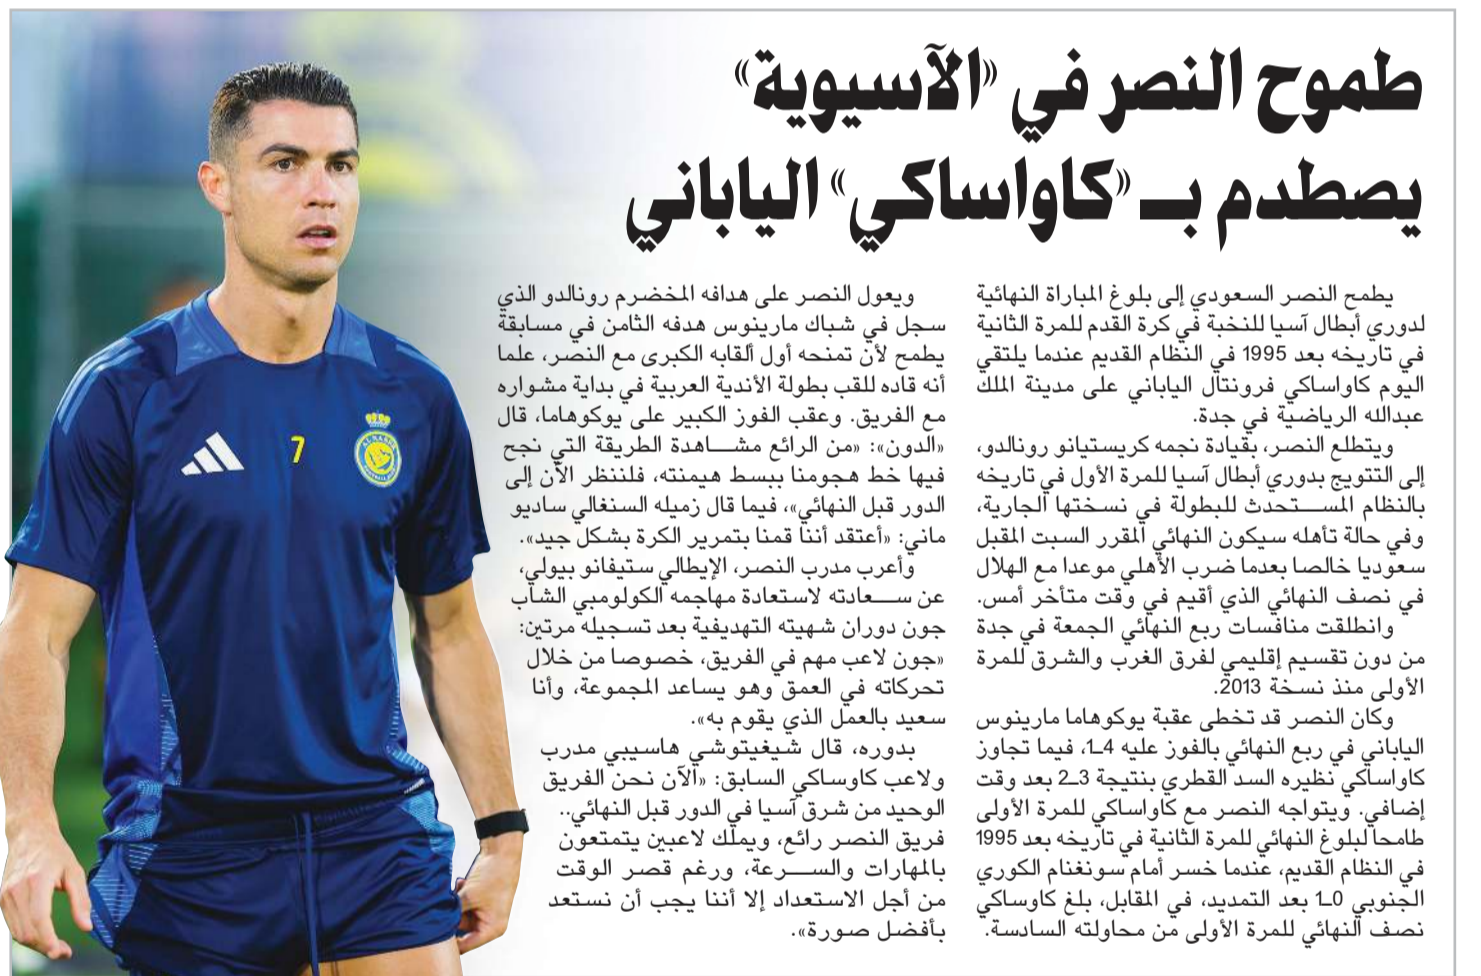 طموح النصر في «الآسيوية»
يصطدم بـ «كاواساكي» الياباني
يطمح النصر السعودي إلى بلوغ المباراة النهائية
لدوري أبطال آسيا للنخبة في كرة القدم للمرة الثانية
في تاريخه بعد 1995 في النظام القديم عندما يلتقي
اليوم كاواساكي فرونتال الياباني على مدينة الملك
عبدالله الرياضية في جدة.
ويتطلع النصر، بقيادة نجمه كريستيانو رونالدو،
إلى التتويج بدوري أبطال آسيا للمرة الأول في تاريخه
بالنظام المستحدث للبطولة في نسختها الجارية،
وفي حالة تأهله سيكون النهائي المقرر السبت المقبل
سعوديا خالصا بعدما ضرب الأهلي موعدا مع الهلال
في نصف النهائي الذي أقيم في وقت متأخر أمس.
وانطلقت منافسات ربع النهائي الجمعة في جدة
من دون تقسيم إقليمي لفرق الغرب والشرق للمرة
الأولى منذ نسخة 2013.
وكان النصر قد تخطى عقبة يوكوهاما مارينوس
الياباني في ربع النهائي بالفوز عليه 4ـ1، فيما تجاوز
كاواساكي نظيره السد القطري بنتيجة 3ـ2 بعد وقت
إضافي. ويتواجه النصر مع كاواساكي للمرة الأولى
طامحا لبلوغ النهائي للمرة الثانية في تاريخه بعد 1995
في النظام القديم، عندما خسر أمام سونغنام الكوري
الجنوبي 0ـ1 بعد التمديد، في المقابل، بلغ كاوساكي
نصف النهائي للمرة الأولى من محاولته السادسة.
ويعول النصر على هدافه المخضرم رونالدو الذي
سجل في شباك مارينوس هدفه الثامن في مسابقة
يطمح لأن تمنحه أول ألقابه الكبرى مع النصر، علما
أنه قاده للقب بطولة الأندية العربية في بداية مشواره
مع الفريق. وعقب الفوز الكبير على يوكوهاما، قال
«الدون»: «من الرائع مشاهدة الطريقة التي نجح
فيها خط هجومنا ببسط هيمنته، فلننظر الآن إلى
الدور قبل النهائي»، فيما قال زميله السنغالي ساديو
ماني: «أعتقد أننا قمنا بتمرير الكرة بشكل جيد».
وأعرب مدرب النصر، الإيطالي ستيفانو بيولي،
عن سعادته لاستعادة مهاجمه الكولومبي الشاب
جون دوران شهيته التهديفية بعد تسجيله مرتين:
«جون لاعب مهم في الفريق، خصوصا من خلال
تحركاته في العمق وهو يساعد المجموعة، وأنا
سعيد بالعمل الذي يقوم به».
بدوره، قال شيغيتوشي هاسيبي مدرب
ولاعب كاوساكي السابق: «الآن نحن الفريق
الوحيد من شرق آسيا في الدور قبل النهائي..
فريق النصر رائع، ويملك لاعبين يتمتعون
بالمهارات والسرعة، ورغم قصر الوقت
من أجل الاستعداد إلا أننا يجب أن نستعد
بأفضل صورة».
7